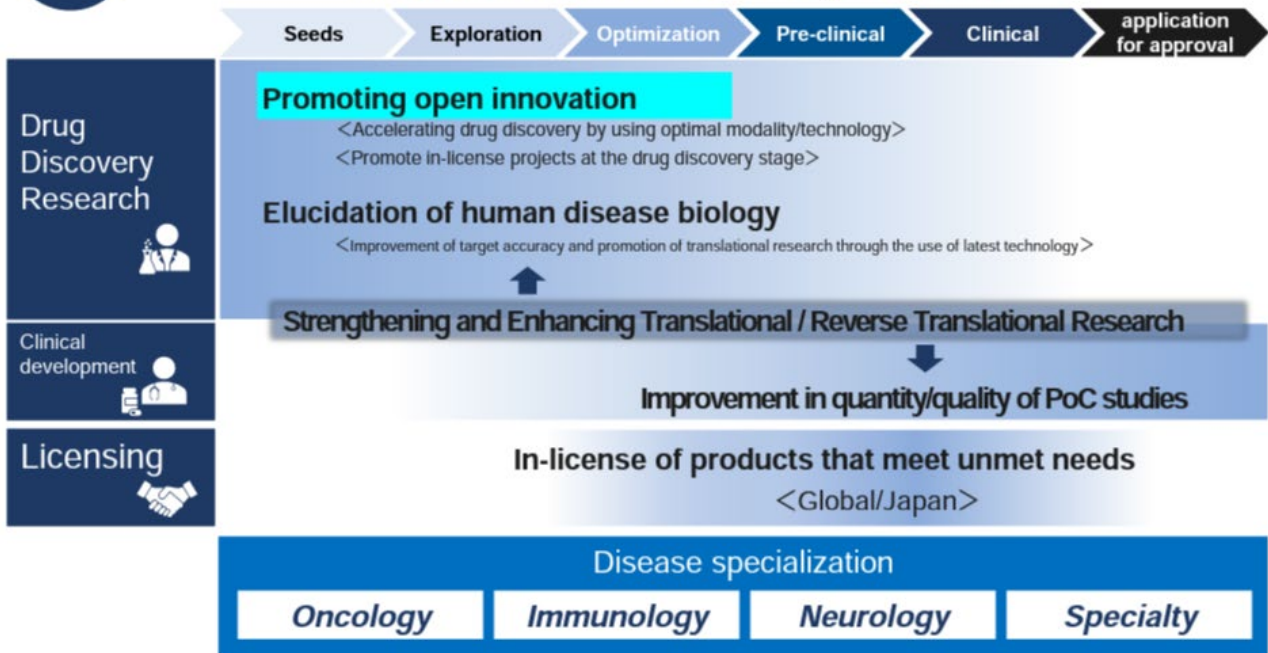 Seeds
Exploration
Optimization
Pre-clinical
Clinical
application
for approval
Drug
Discovery
Research
Promoting open innovation
<Accelerating drug discovery by using optimal modality/technology>
<Promote in-license projects at the drug discovery stage>
Elucidation of human disease biology
<Improvement of target accuracy and promotion of translational research through the use of latest technology>
Strengthening and Enhancing Translational / Reverse Translational Research
Clinical
development
Improvement in quantity/quality of PoC studies
Licensing
In-license of products that meet unmet needs
<Global/Japan>
Disease specialization
Oncology
Immunology
Neurology
Specialty